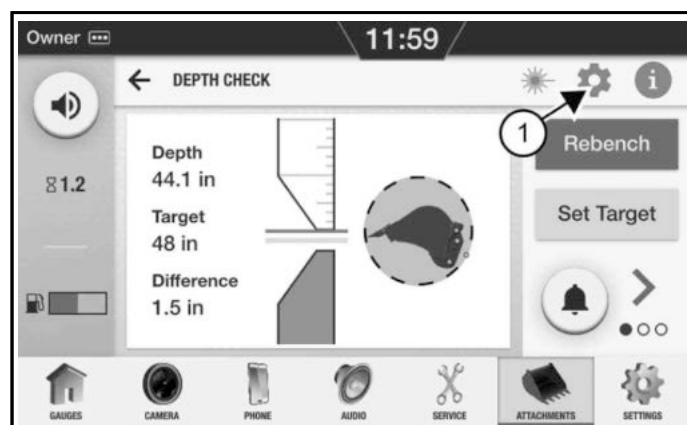 Owner
11:59
DEPTH CHECK
1
Rebench
Depth
44.1 in
1.2
Target
48 in
Set Target
Difference
1.5 in
GAUGES
CAMERA
PHONE
AUDIO
SERVICE
ATTACHMENTS
SETTINGS